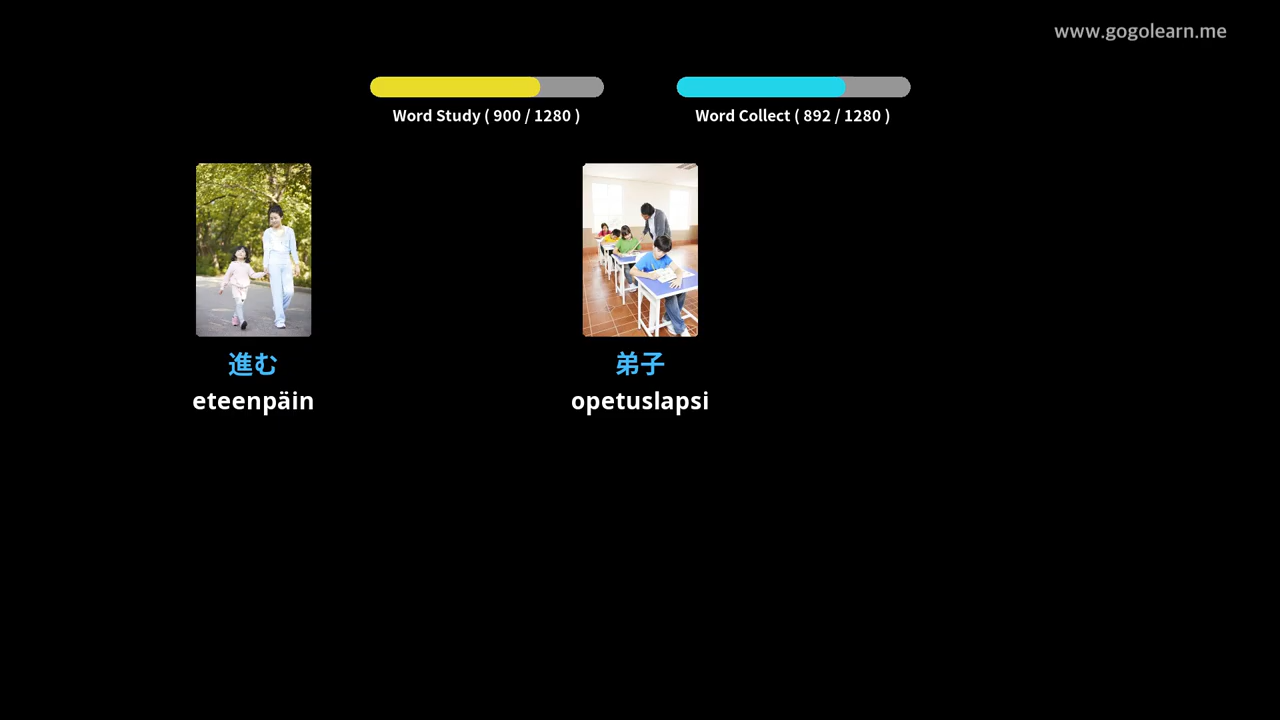 www.gogolearn.me
Word Study ( 900 / 1280 )
Word Collect ( 892 / 1280 )
進む
弟子
eteenpäin
opetuslapsi